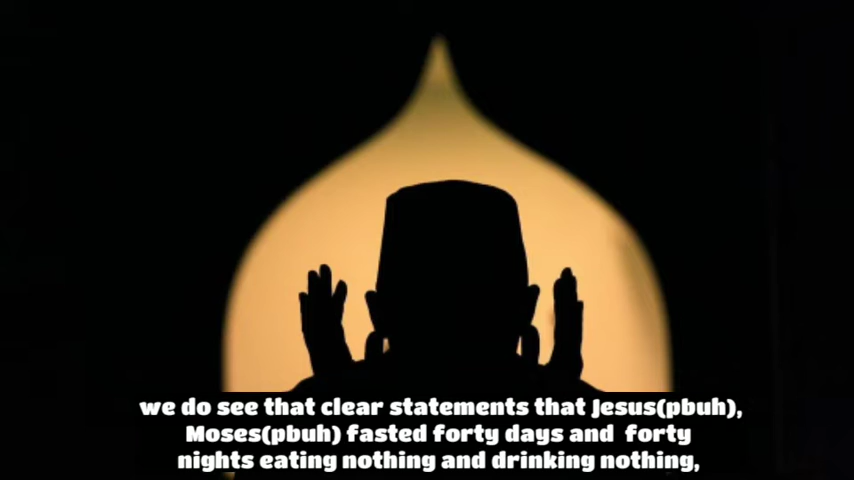 we do see that clear statements that Jesus(pbuh),
Moses(pbuh) fasted forty days and  forty
nights eating nothing and drinking nothing,